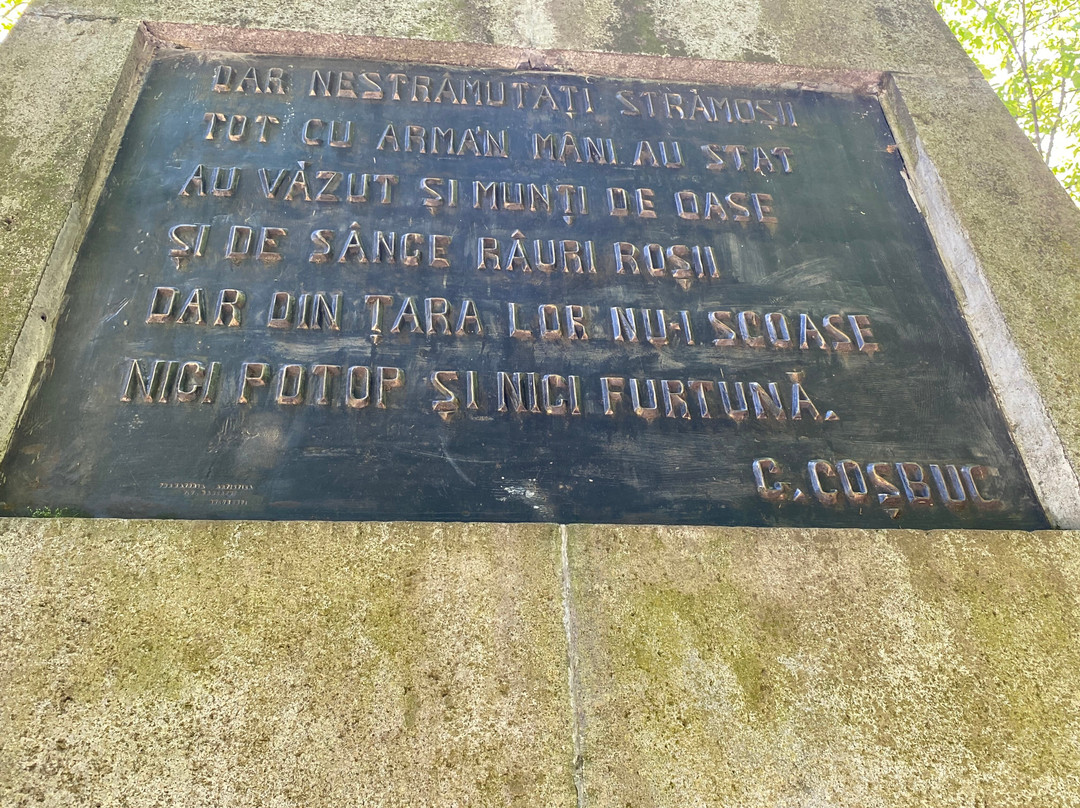 DAR NESTRĂMUTAȚI STRĂMOȘII
TOT CU ARMA'N MÂNI AU STAT
AU VĂZUT ȘI MUNȚI DE OASE
ȘI DE SÂNGE RÂURI ROȘII
DAR DIN ȚARA LOR NU-I SCOASE
NICI POTOP ȘI NICI FURTUNĂ.
G. COȘBUC